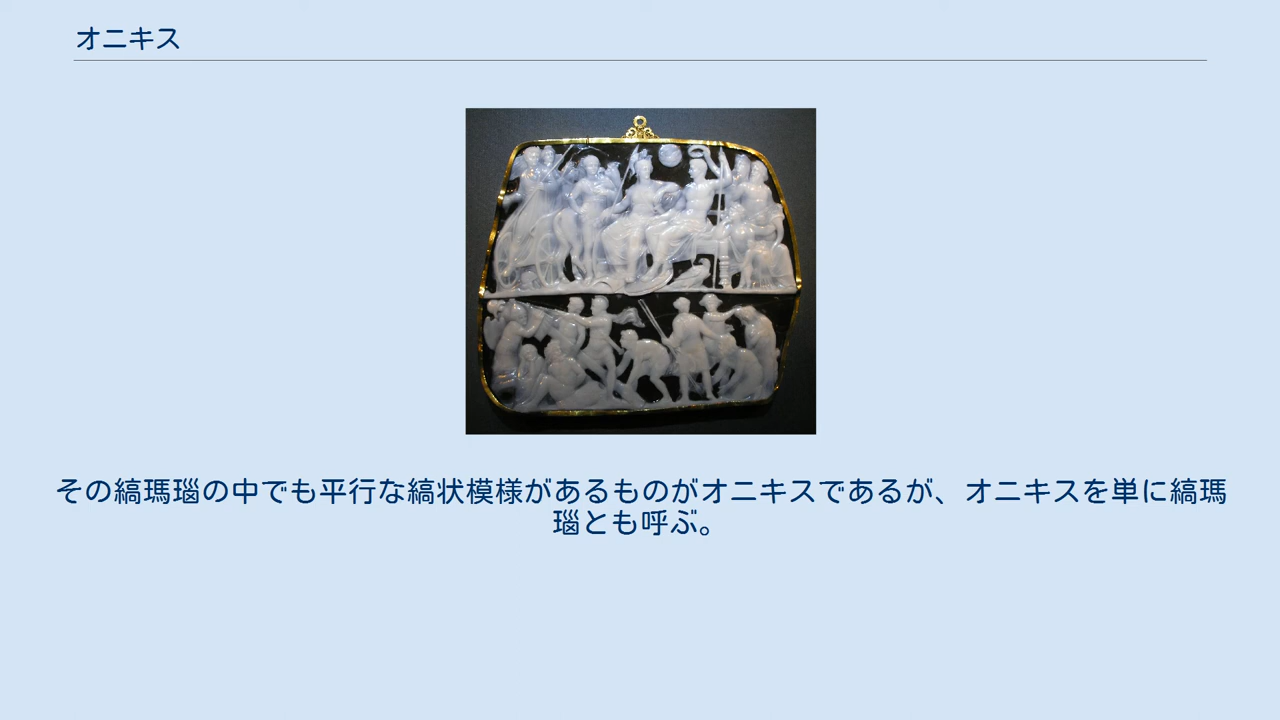 オニキス
その縞瑪瑙の中でも平行な縞状模様があるものがオニキスであるが、オニキスを単に縞瑪
瑙とも呼ぶ。